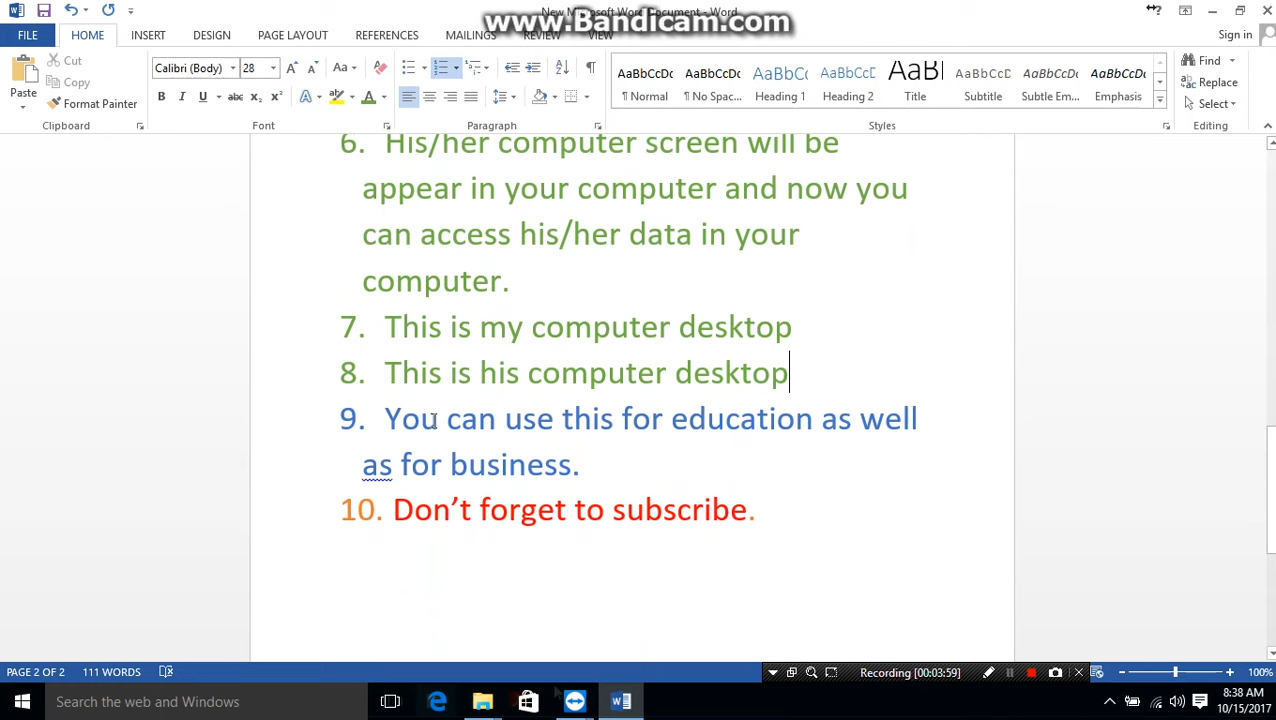 New Microsoft Word Document - Word
www.Bandicam.com
FILE HOME INSERT DESIGN PAGE LAYOUT REFERENCES MAILINGS REVIEW VIEW Sign in
Cut
Copy
Paste
Format Painter
Calibri (Body) 28
AaBbCcDc AaBbCcDc AaBbCc AaBbCcC AaBl AaBbCcD AaBbCcDc AaBbCcDc
¶ Normal ¶ No Spac... Heading 1 Heading 2 Title Subtitle Subtle Em... Emphasis
Find
Replace
Select
Clipboard Font Paragraph Styles Editing
6. His/her computer screen will be
appear in your computer and now you
can access his/her data in your
computer.
7. This is my computer desktop
8. This is his computer desktop
9. You can use this for education as well
as for business.
10. Don’t forget to subscribe.
PAGE 2 OF 2 111 WORDS Recording [00:03:59] 100%
Search the web and Windows 8:38 AM
10/15/2017